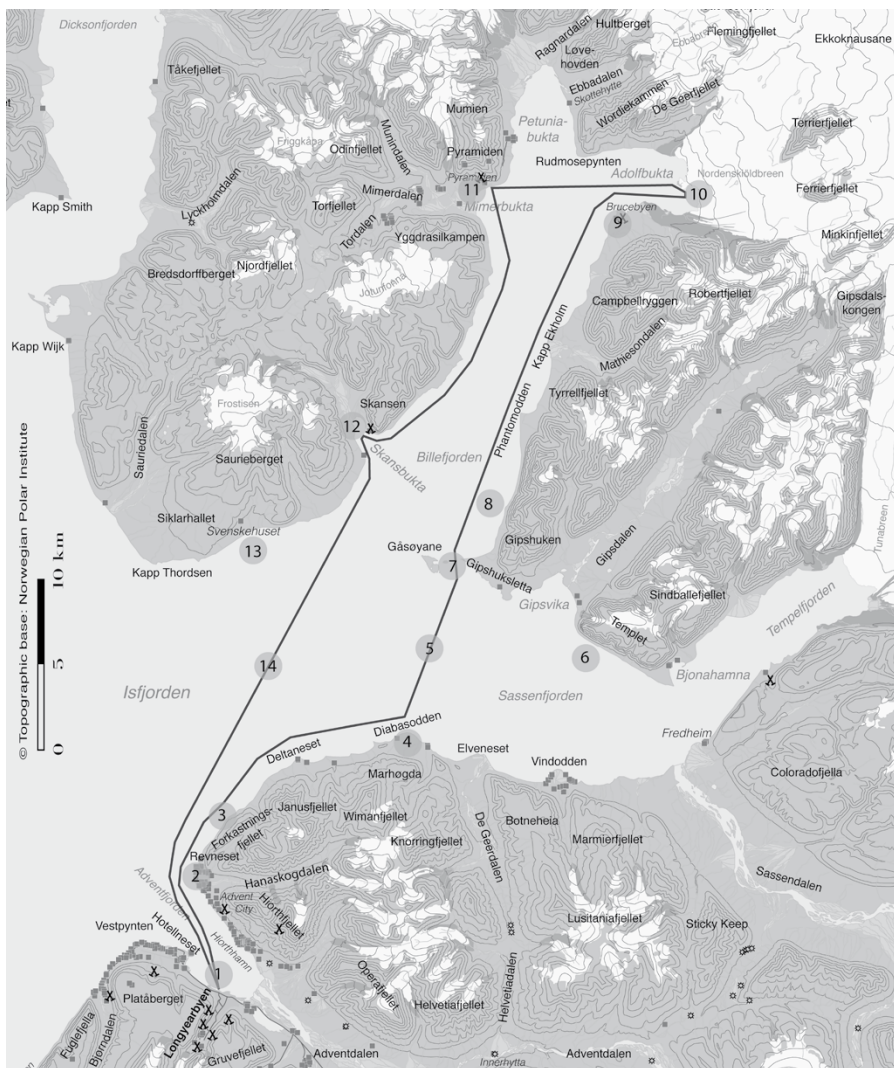 Dicksonfjorden
Hultberget
Flemingfjellet
Ragnardalen
Løve-
hovden
Ebbabreen
Ekkoknausane
Tåkefjellet
Ebbadalen
Skottehytte
Wordiekammen
De Geerfjellet
Mumien
Petunia-
bukta
Terrierfjellet
Friggkåpa
Odinfjellet
Munindalen
Pyramiden
Rudmosepynten
Adolfbukta
Nordenskiöldbreen
Pyramiden
11
10
Ferrierfjellet
Kapp Smith
Lyckholmdalen
Mimerdalen
Torfjellet
Mimerbukta
Brucebyen
9
Tordalen
Yggdrasilkampen
Minkinfjellet
Njordfjellet
Bredsdorffberget
Jotunfonna
Campbellryggen
Robertfjellet
Gipsdals-
kongen
Kapp Ekholm
Mathiesondalen
Kapp Wijk
Tyrrellfjellet
Frostisen
Skansen
12
Phantomodden
Saurieberget
Sauriedalen
Skansbukta
Billefjorden
Siklarhallet
Svenskehuset
8
Gipshuken
Gipsdalen
Tunabreen
13
Gåsøyane
7
Gipshuksletta
Kapp Thordsen
Gipsvika
Sindballefjellet
Templet
Tempelfjorden
5
6
14
Bjonahamna
Isfjorden
Sassenfjorden
© Topographic base: Norwegian Polar Institute
0 5 10 km
Diabasodden
4
Elveneset
Fredheim
Deltaneset
Vindodden
Marhøgda
Coloradofjella
3
Forkastnings-
fjellet
Janusfjellet
Wimanfjellet
Knorringfjellet
De Geerdalen
Botneheia
Marmierfjellet
Revneset
2
Hanaskogdalen
Advent
City
Hiorthfjellet
Adventfjorden
Sassendalen
Vestpynten
Hotellneset
Hiorthhamn
Lusitaniafjellet
Sticky Keep
1
Operafjellet
Helvetiafjellet
Helvetiadalen
Platåberget
Fuglefjella
Bjørndalen
Longyearbyen
Gruvefjellet
Adventdalen
Innerhytta
Adventdalen